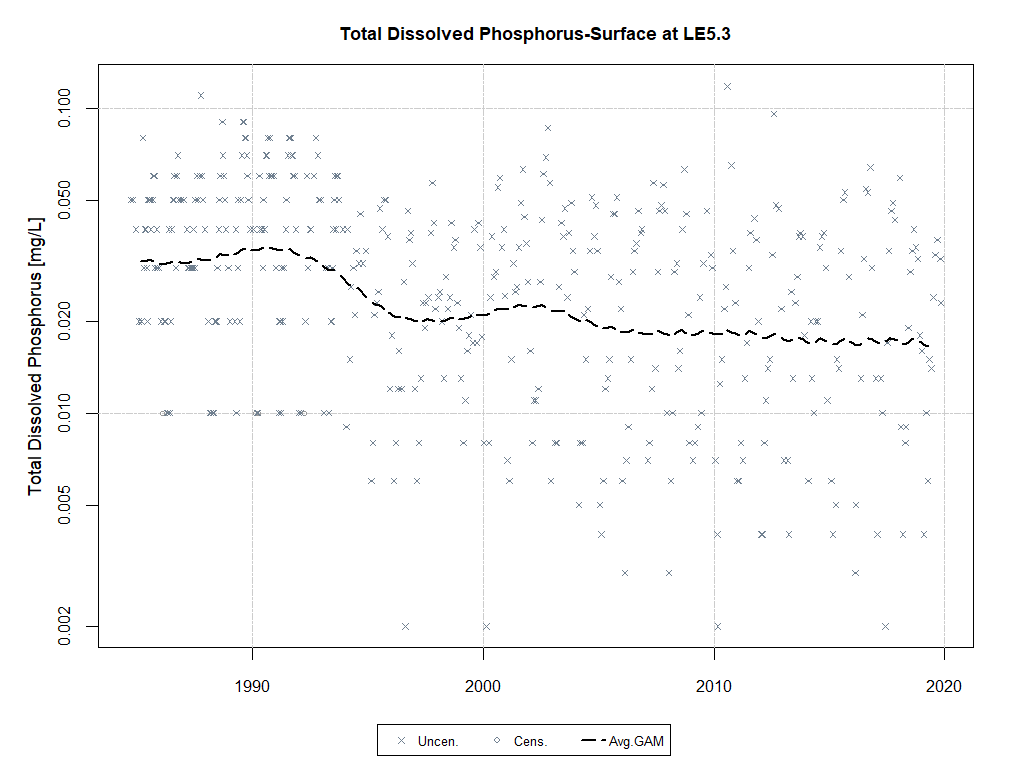 Total Dissolved Phosphorus-Surface at LE5.3
Total Dissolved Phosphorus [mg/L]
0.100
0.050
0.020
0.010
0.005
0.002
1990 2000 2010 2020
Uncen. Cens. Avg.GAM